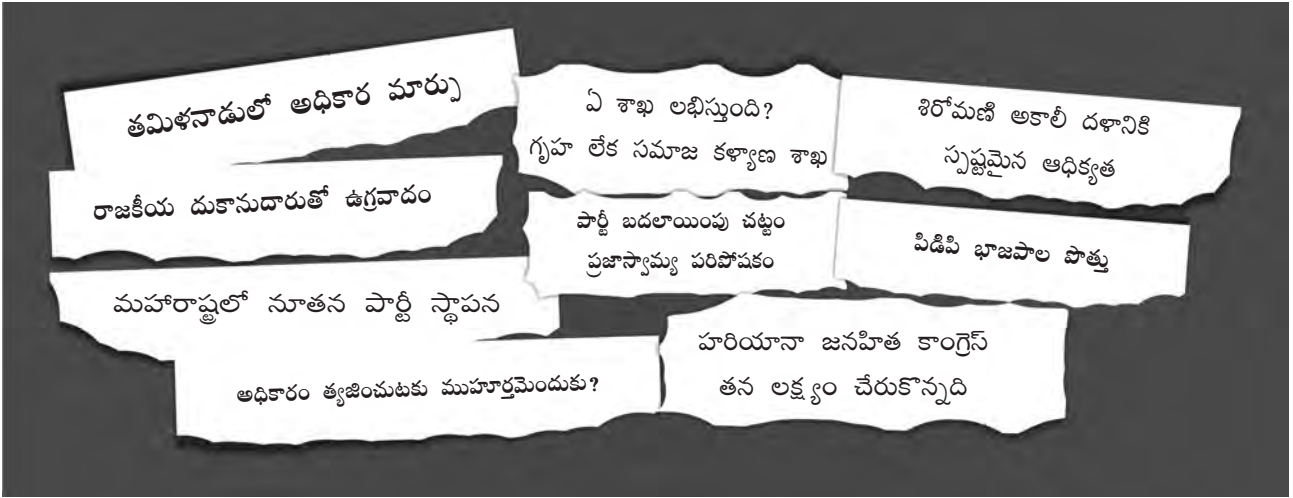 తమిళనాడులో అధికార మార్పు
ఏ శాఖ లభిస్తుంది?
గృహ లేక సమాజ కళ్యాణ శాఖ
శిరోమణి అకాలీ దళానికి
స్పష్టమైన ఆధిక్యత
రాజకీయ దుకానుదారుతో ఉగ్రవాదం
పార్టీ బదలాయింపు చట్టం
ప్రజాస్వామ్య పరిపోషకం
పిడిపి భాజపాల పొత్తు
మహారాష్ట్రలో నూతన పార్టీ స్థాపన
హరియానా జనహిత కాంగ్రెస్
తన లక్ష్యం చేరుకొన్నది
అధికారం త్యజించుటకు ముహూర్తమెందుకు?